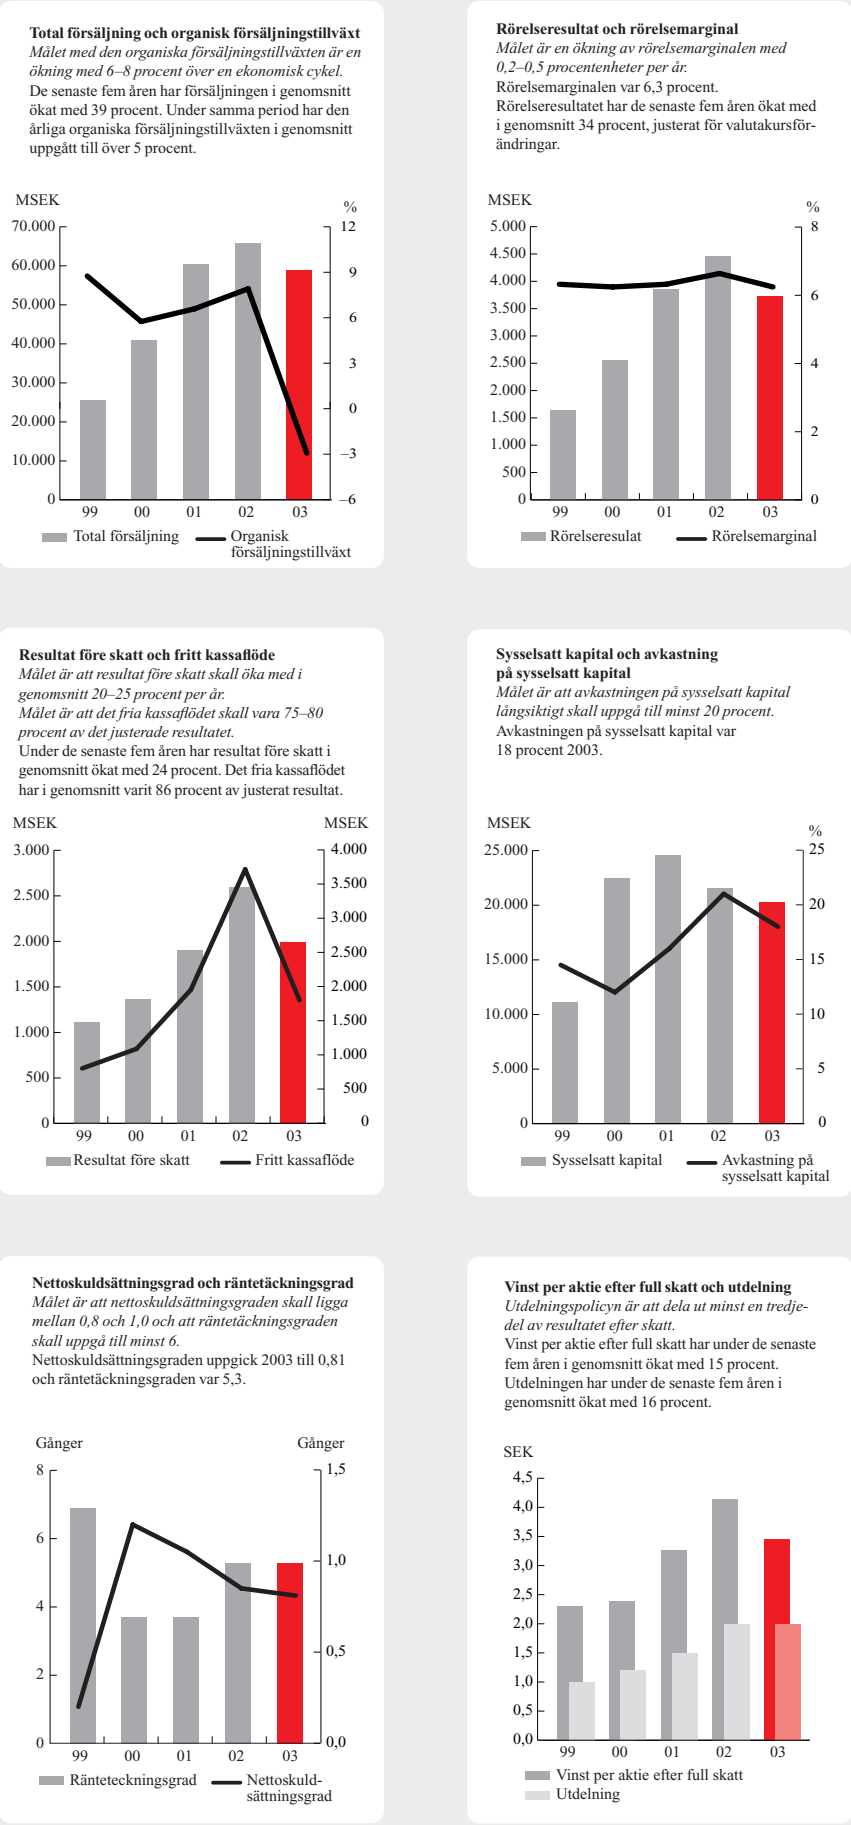 Total försäljning och organisk försäljningstillväxt
Målet med den organiska försäljningstillväxten är en
ökning med 6–8 procent över en ekonomisk cykel.
De senaste fem åren har försäljningen i genomsnitt
ökat med 39 procent. Under samma period har den
årliga organiska försäljningstillväxten i genomsnitt
uppgått till över 5 procent.
MSEK
%
70.000
60.000
50.000
40.000
30.000
20.000
10.000
0
12
9
6
3
0
–3
–6
99 00 01 02 03
Total försäljning
Organisk
försäljningstillväxt
Rörelseresultat och rörelsemarginal
Målet är en ökning av rörelsemarginalen med
0,2–0,5 procentenheter per år.
Rörelsemarginalen var 6,3 procent.
Rörelseresultatet har de senaste fem åren ökat med
i genomsnitt 34 procent, justerat för valutakursför-
ändringar.
MSEK
%
5.000
4.500
4.000
3.500
3.000
2.500
2.000
1.500
1.000
500
0
8
6
4
2
0
99 00 01 02 03
Rörelseresulat
Rörelsemarginal
Resultat före skatt och fritt kassaflöde
Målet är att resultat före skatt skall öka med i
genomsnitt 20–25 procent per år.
Målet är att det fria kassaflödet skall vara 75–80
procent av det justerade resultatet.
Under de senaste fem åren har resultat före skatt i
genomsnitt ökat med 24 procent. Det fria kassaflödet
har i genomsnitt varit 86 procent av justerat resultat.
MSEK
MSEK
3.000
2.500
2.000
1.500
1.000
500
0
4.000
3.500
3.000
2.500
2.000
1.500
1.000
500
0
99 00 01 02 03
Resultat före skatt
Fritt kassaflöde
Sysselsatt kapital och avkastning
på sysselsatt kapital
Målet är att avkastningen på sysselsatt kapital
långsiktigt skall uppgå till minst 20 procent.
Avkastningen på sysselsatt kapital var
18 procent 2003.
MSEK
%
25.000
20.000
15.000
10.000
5.000
0
25
20
15
10
5
0
99 00 01 02 03
Sysselsatt kapital
Avkastning på
sysselsatt kapital
Nettoskuldsättningsgrad och räntetäckningsgrad
Målet är att nettoskuldsättningsgraden skall ligga
mellan 0,8 och 1,0 och att räntetäckningsgraden
skall uppgå till minst 6.
Nettoskuldsättningsgraden uppgick 2003 till 0,81
och räntetäckningsgraden var 5,3.
Gånger
Gånger
8
6
4
2
0
1,5
1,0
0,5
0,0
99 00 01 02 03
Ränteteckningsgrad
Nettoskuld-
sättningsgrad
Vinst per aktie efter full skatt och utdelning
Utdelningspolicyn är att dela ut minst en tredje-
del av resultatet efter skatt.
Vinst per aktie efter full skatt har under de senaste
fem åren i genomsnitt ökat med 15 procent.
Utdelningen har under de senaste fem åren i
genomsnitt ökat med 16 procent.
SEK
4,5
4,0
3,5
3,0
2,5
2,0
1,5
1,0
0,5
0,0
99 00 01 02 03
Vinst per aktie efter full skatt
Utdelning